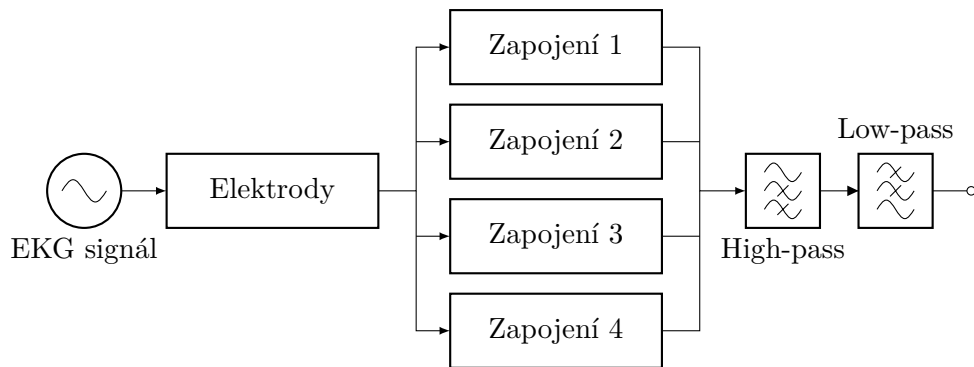 Zapojení 1
Zapojení 2
Low-pass
Elektrody
EKG signál
Zapojení 3
High-pass
Zapojení 4